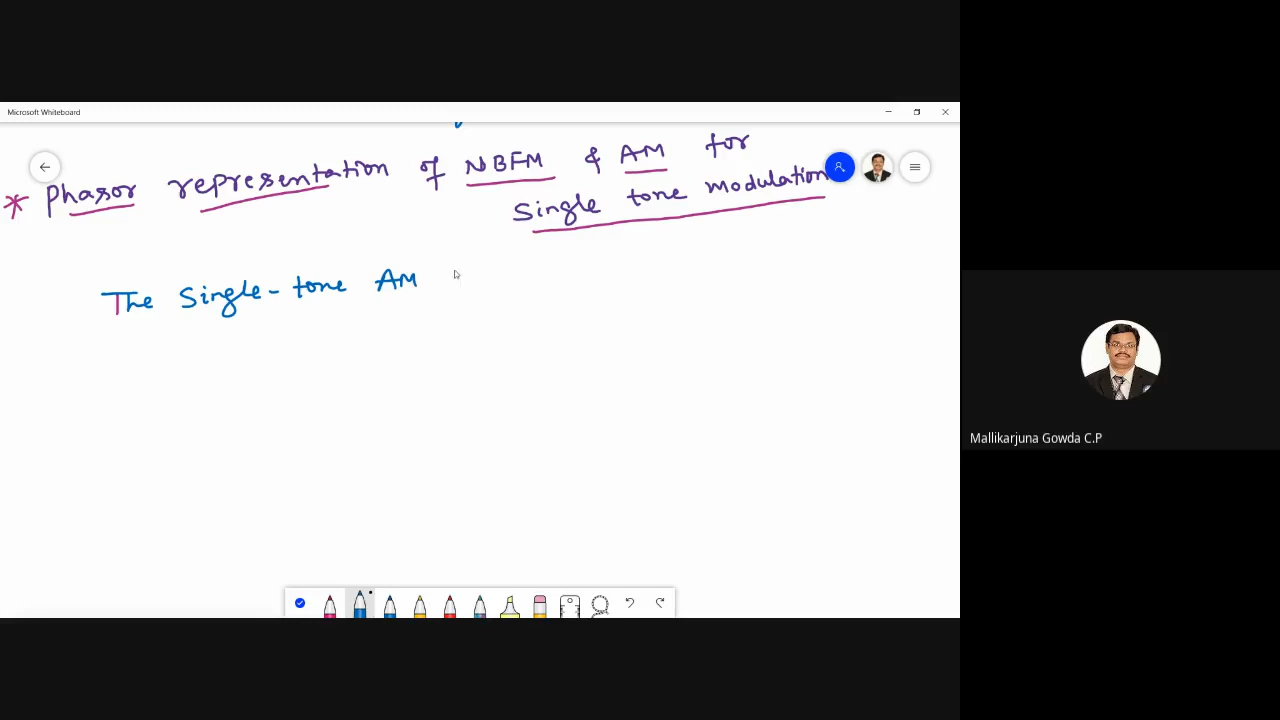 Microsoft Whiteboard
* Phasor representation of NBFM & AM for
Single tone modulation
The Single-tone AM
Mallikarjuna Gowda C.P